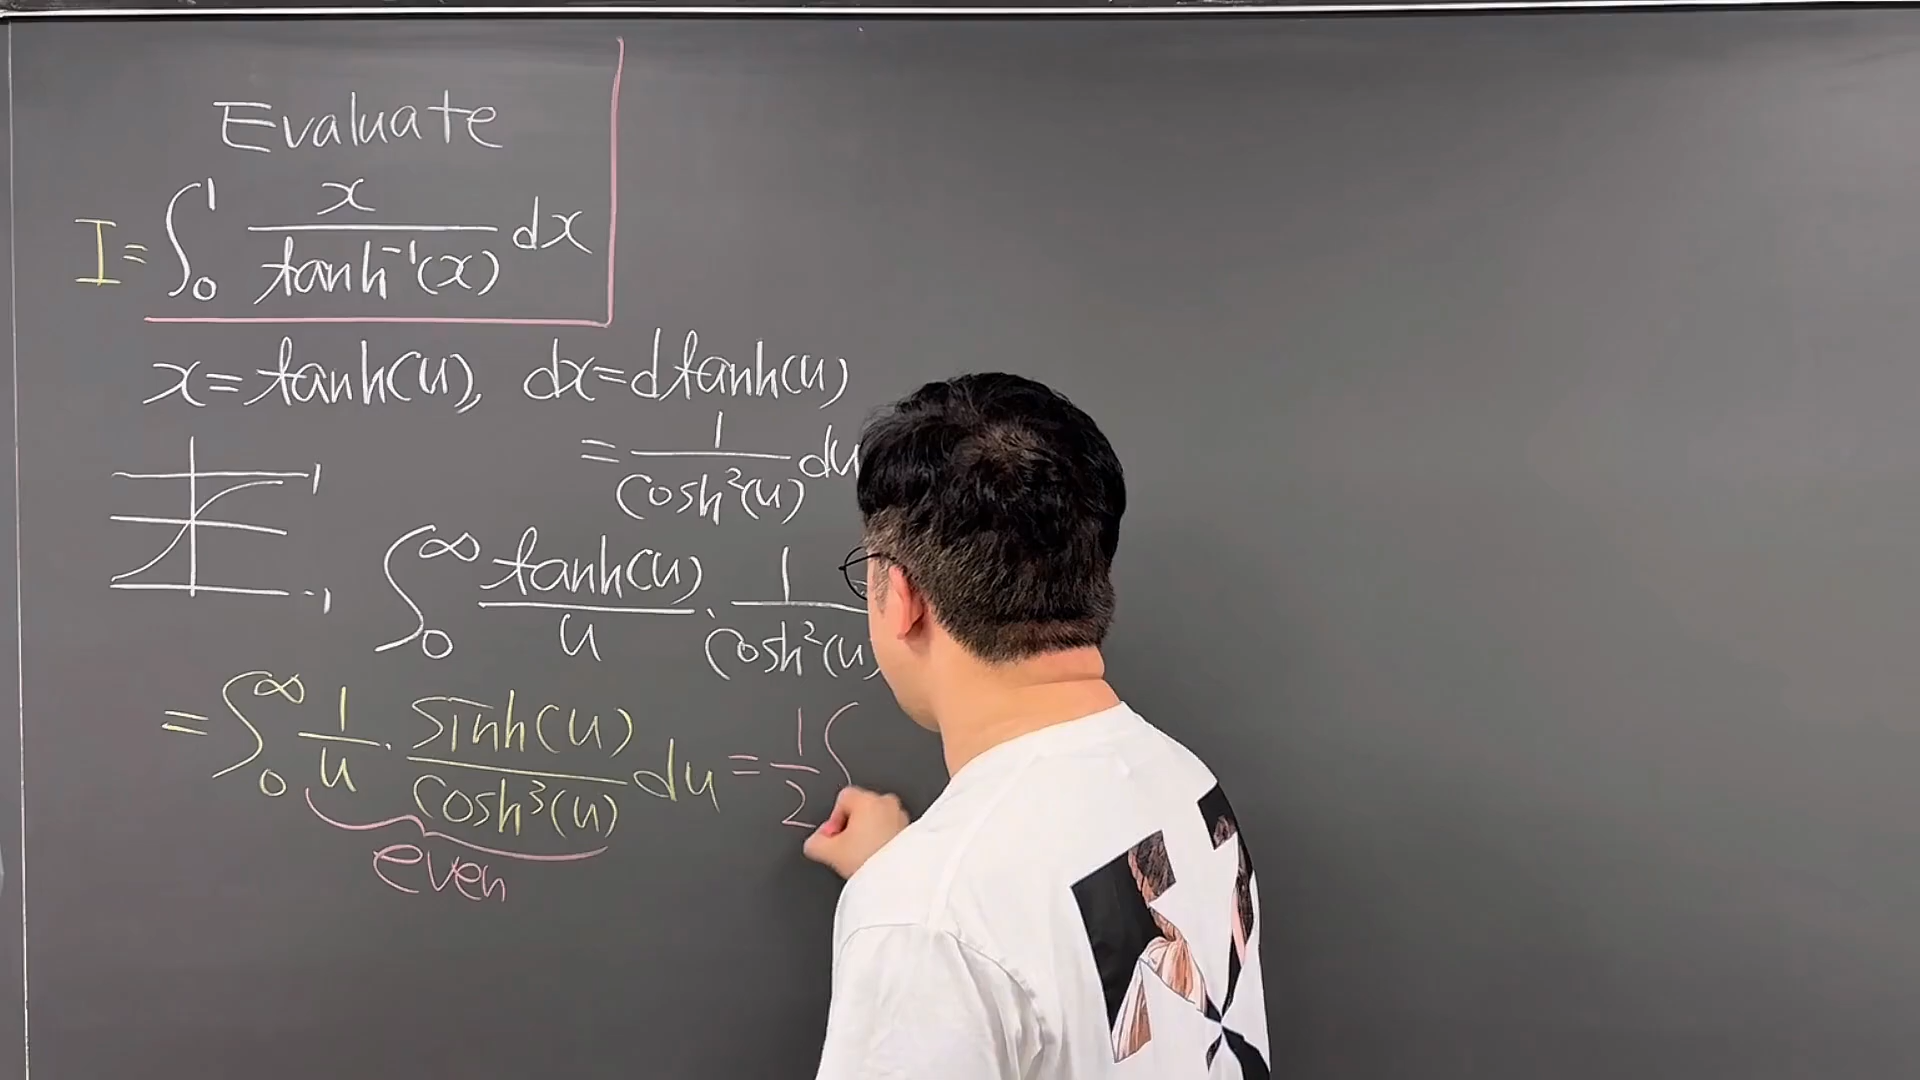 Evaluate
I = ∫₀¹ x / tanh⁻¹(x) dx
x = tanh(u), dx = d tanh(u)
= 1 / cosh²(u) du
1
-1
∫₀^∞ tanh(u) / u · 1 / cosh²(u)
= ∫₀^∞ 1/u · sinh(u) / cosh³(u) du = 1/2 ∫
even